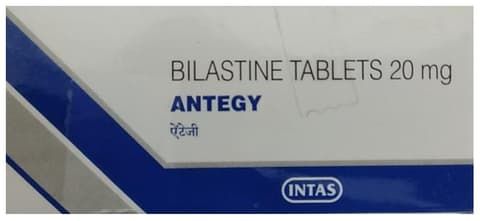 BILASTINE TABLETS 20 mg
ANTEGY
ऐंटेजी
INTAS